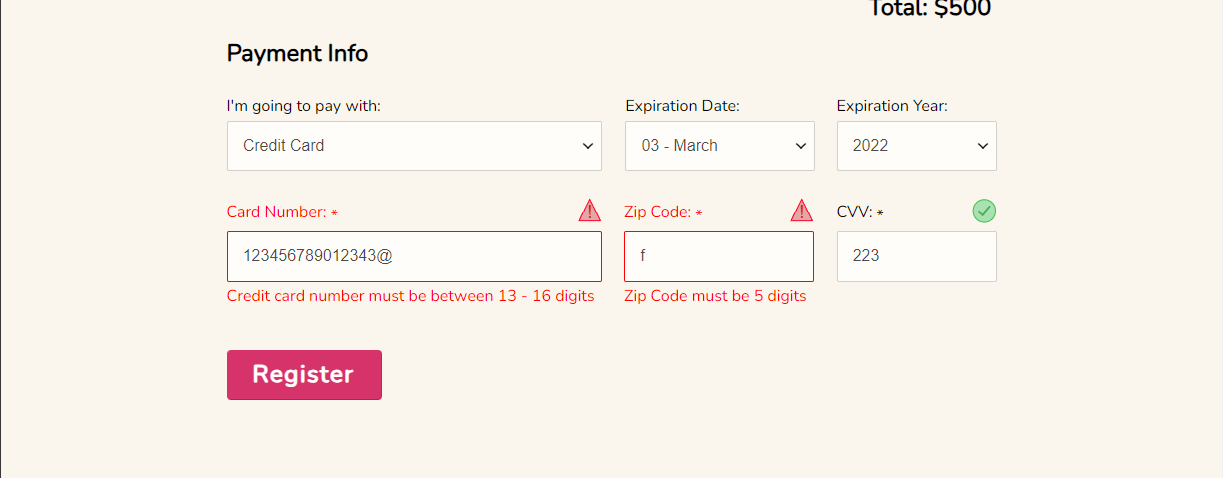 Total: $500
Payment Info
I'm going to pay with: Expiration Date: Expiration Year:
Credit Card 03 - March 2022
Card Number: * Zip Code: * CVV: *
123456789012343@ f 223
Credit card number must be between 13 - 16 digits Zip Code must be 5 digits
Register